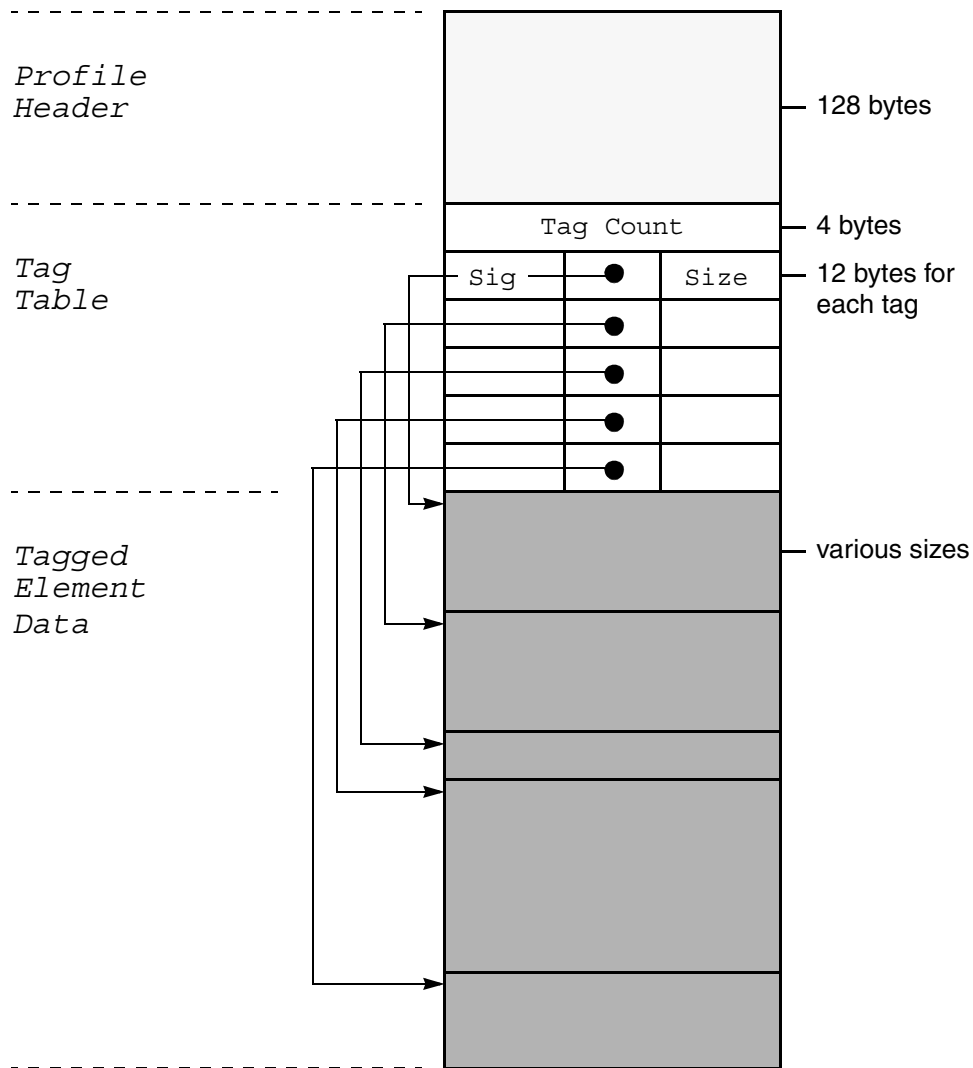 Profile
Header
128 bytes
Tag Count
4 bytes
Tag
Table
Sig
Size
12 bytes for
each tag
Tagged
Element
Data
various sizes